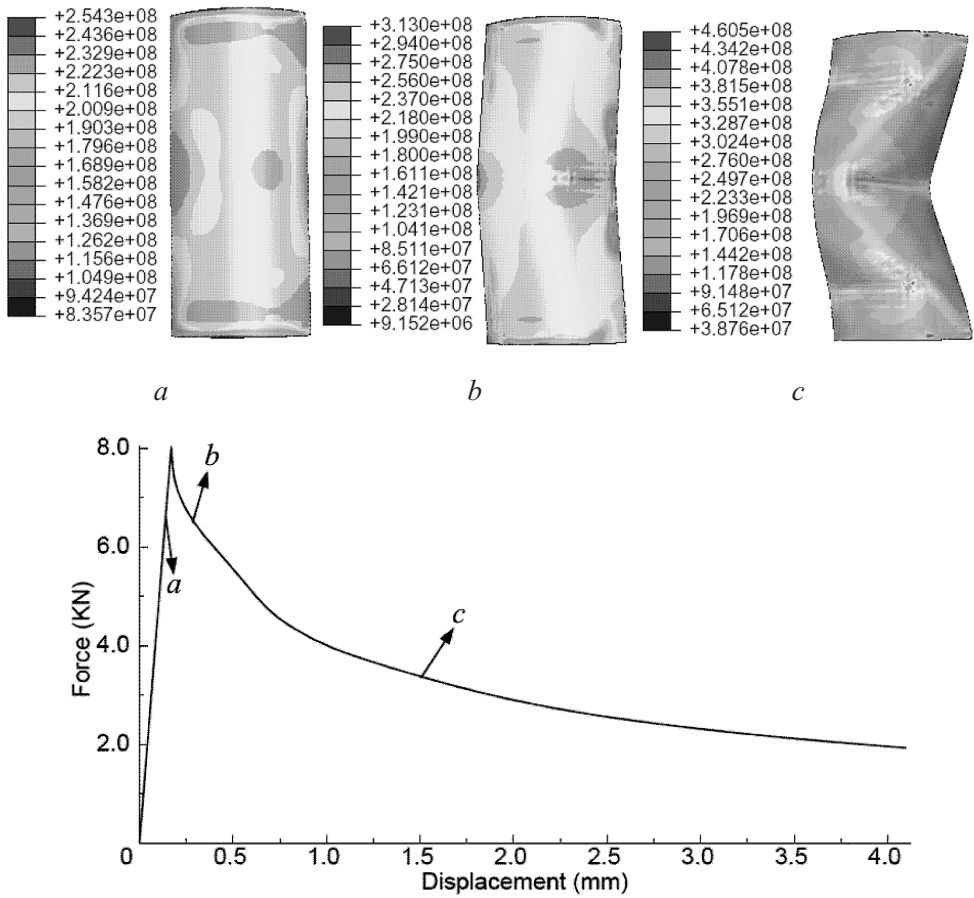 +2.543e+08
+2.436e+08
+2.329e+08
+2.223e+08
+2.116e+08
+2.009e+08
+1.903e+08
+1.796e+08
+1.689e+08
+1.582e+08
+1.476e+08
+1.369e+08
+1.262e+08
+1.156e+08
+1.049e+08
+9.424e+07
+8.357e+07
+3.130e+08
+2.940e+08
+2.750e+08
+2.560e+08
+2.370e+08
+2.180e+08
+1.990e+08
+1.800e+08
+1.611e+08
+1.421e+08
+1.231e+08
+1.041e+08
+8.511e+07
+6.612e+07
+4.713e+07
+2.814e+07
+9.152e+06
+4.605e+08
+4.342e+08
+4.078e+08
+3.815e+08
+3.551e+08
+3.287e+08
+3.024e+08
+2.760e+08
+2.497e+08
+2.233e+08
+1.969e+08
+1.706e+08
+1.442e+08
+1.178e+08
+9.148e+07
+6.512e+07
+3.876e+07
a b c
8.0
6.0
4.0
2.0
Force (KN)
b
a
c
0 0.5 1.0 1.5 2.0 2.5 3.0 3.5 4.0
Displacement (mm)